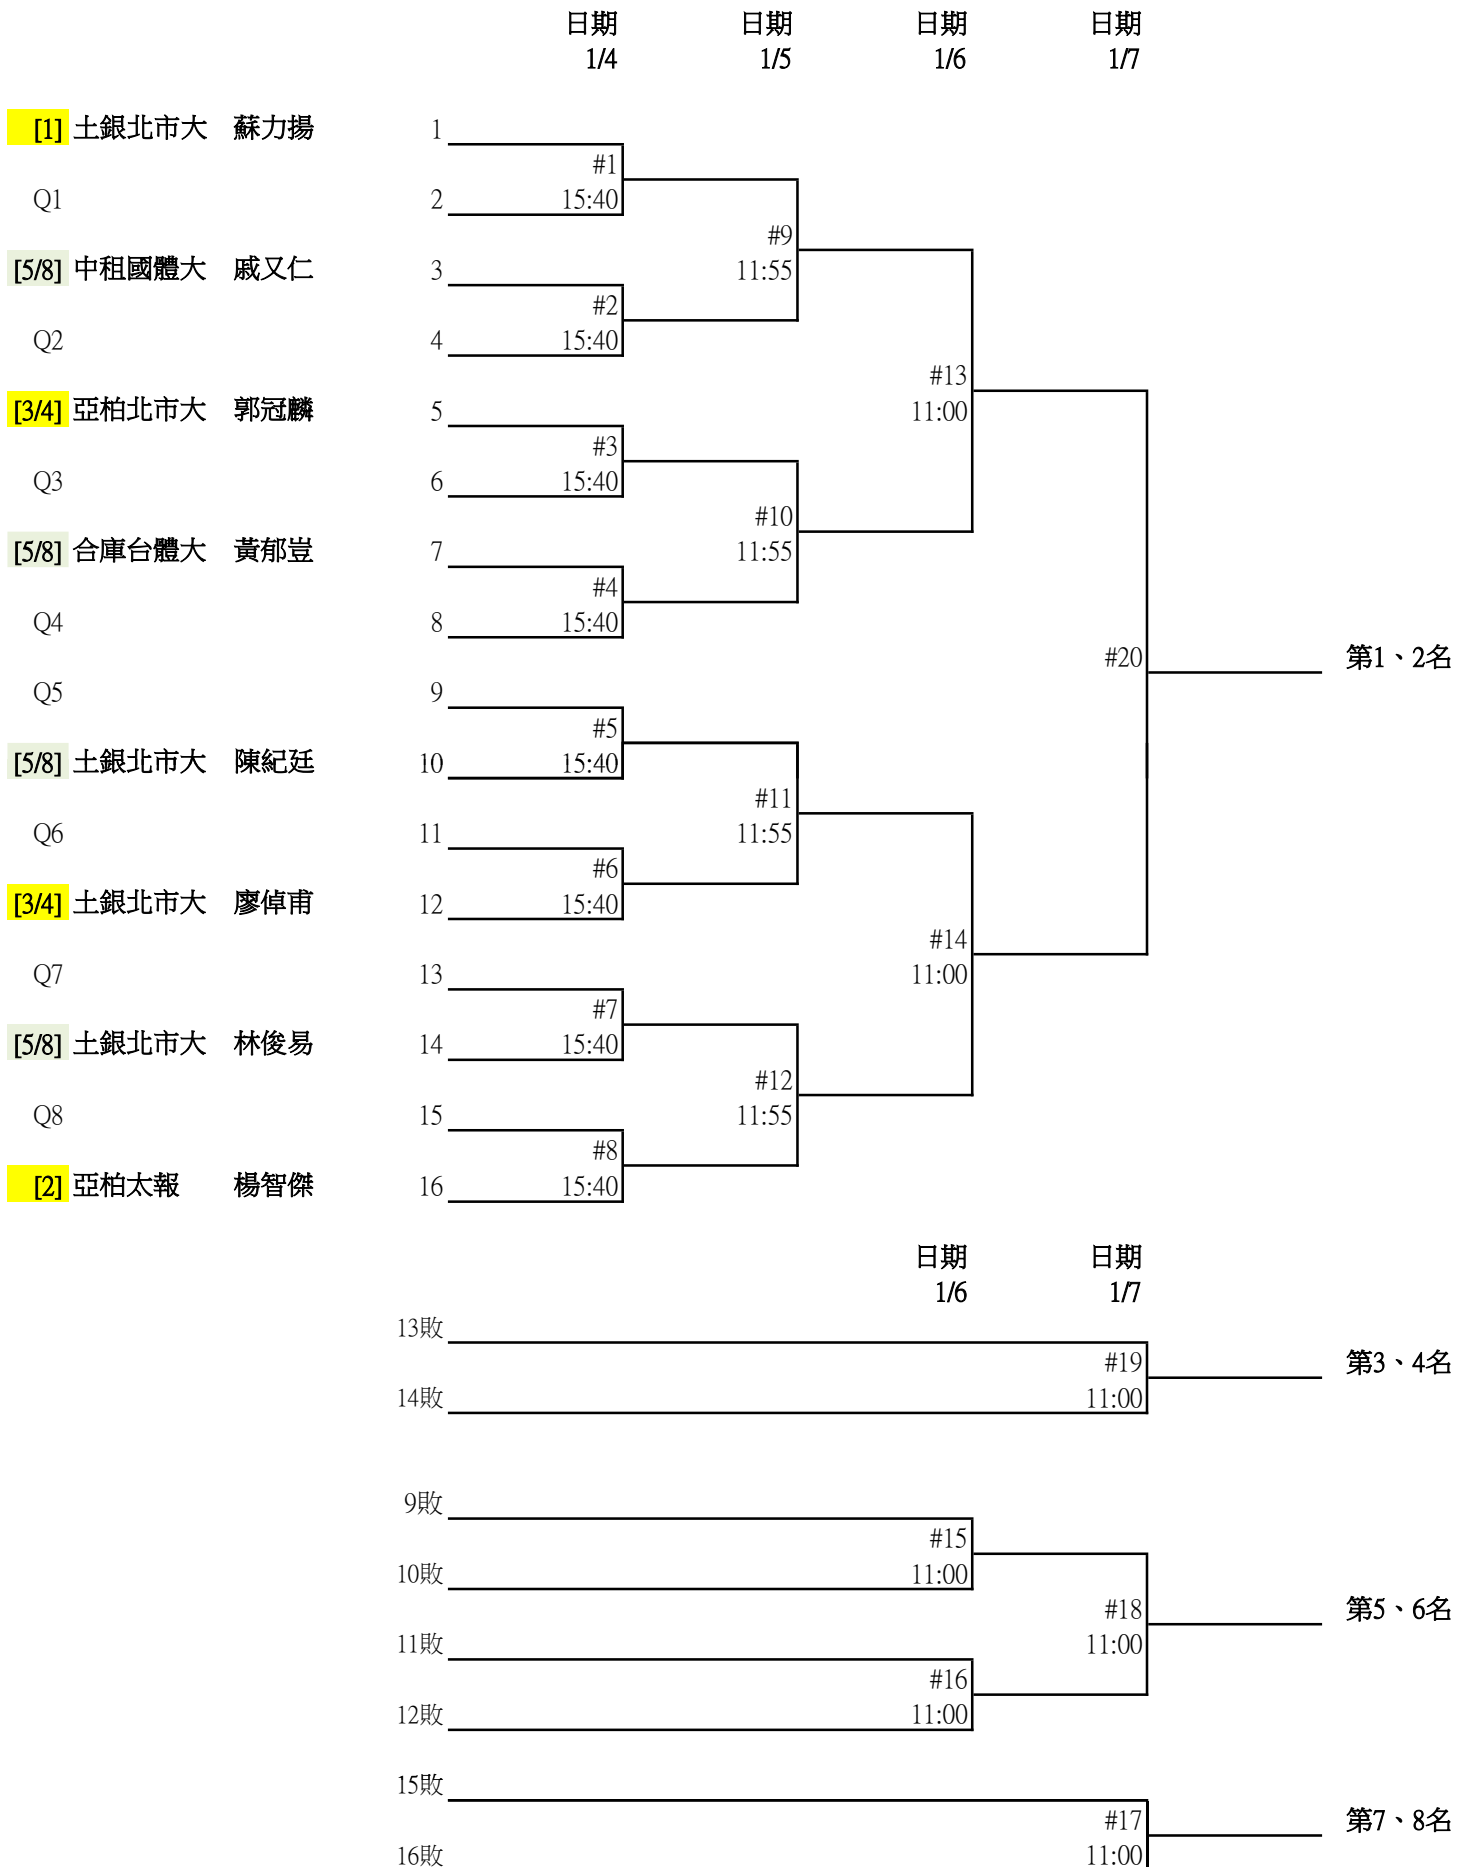 日期 日期 日期 日期
1/4 1/5 1/6 1/7
[1] 土銀北市大 蘇力揚 1
#1
Q1 2 15:40
#9
[5/8] 中租國體大 戚又仁 3 11:55
#2
Q2 4 15:40
#13
[3/4] 亞柏北市大 郭冠麟 5 11:00
#3
Q3 6 15:40
#10
[5/8] 合庫台體大 黃郁豈 7 11:55
#4
Q4 8 15:40
#20 第1、2名
Q5 9
#5
[5/8] 土銀北市大 陳紀廷 10 15:40
#11
Q6 11 11:55
#6
[3/4] 土銀北市大 廖倬甫 12 15:40
#14
Q7 13 11:00
#7
[5/8] 土銀北市大 林俊易 14 15:40
#12
Q8 15 11:55
#8
[2] 亞柏太報 楊智傑 16 15:40
日期 日期
1/6 1/7
13敗
#19 第3、4名
14敗 11:00
9敗
#15
10敗 11:00
#18 第5、6名
11敗 11:00
#16
12敗 11:00
15敗
#17 第7、8名
16敗 11:00